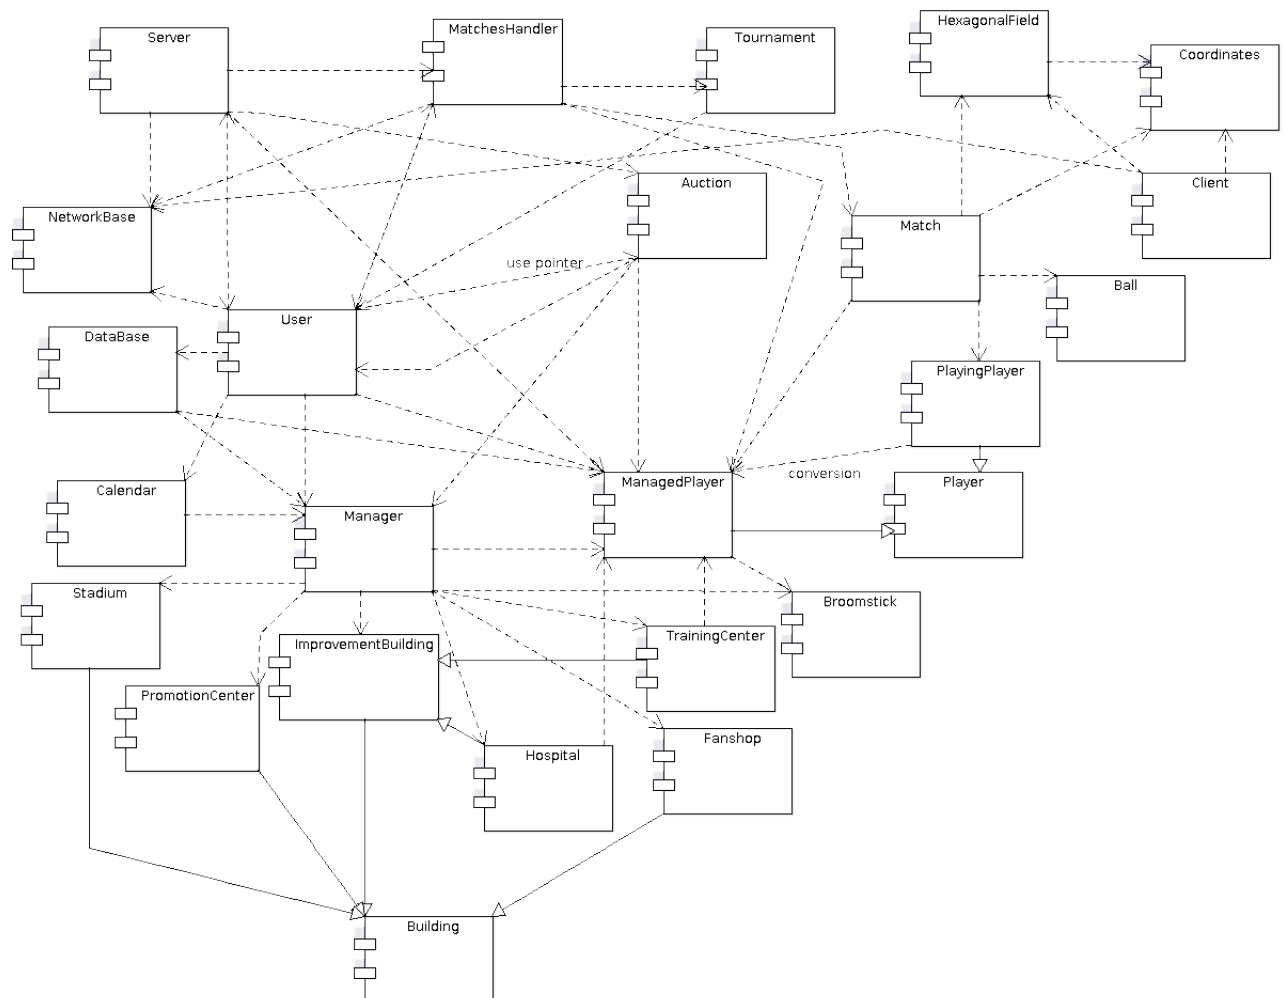 Server
MatchesHandler
Tournament
HexagonalField
Coordinates
NetworkBase
Auction
Match
Client
use pointer
User
DataBase
Ball
PlayingPlayer
Calendar
Manager
ManagedPlayer
conversion
Player
Stadium
ImprovementBuilding
TrainingCenter
Broomstick
PromotionCenter
Hospital
Fanshop
Building